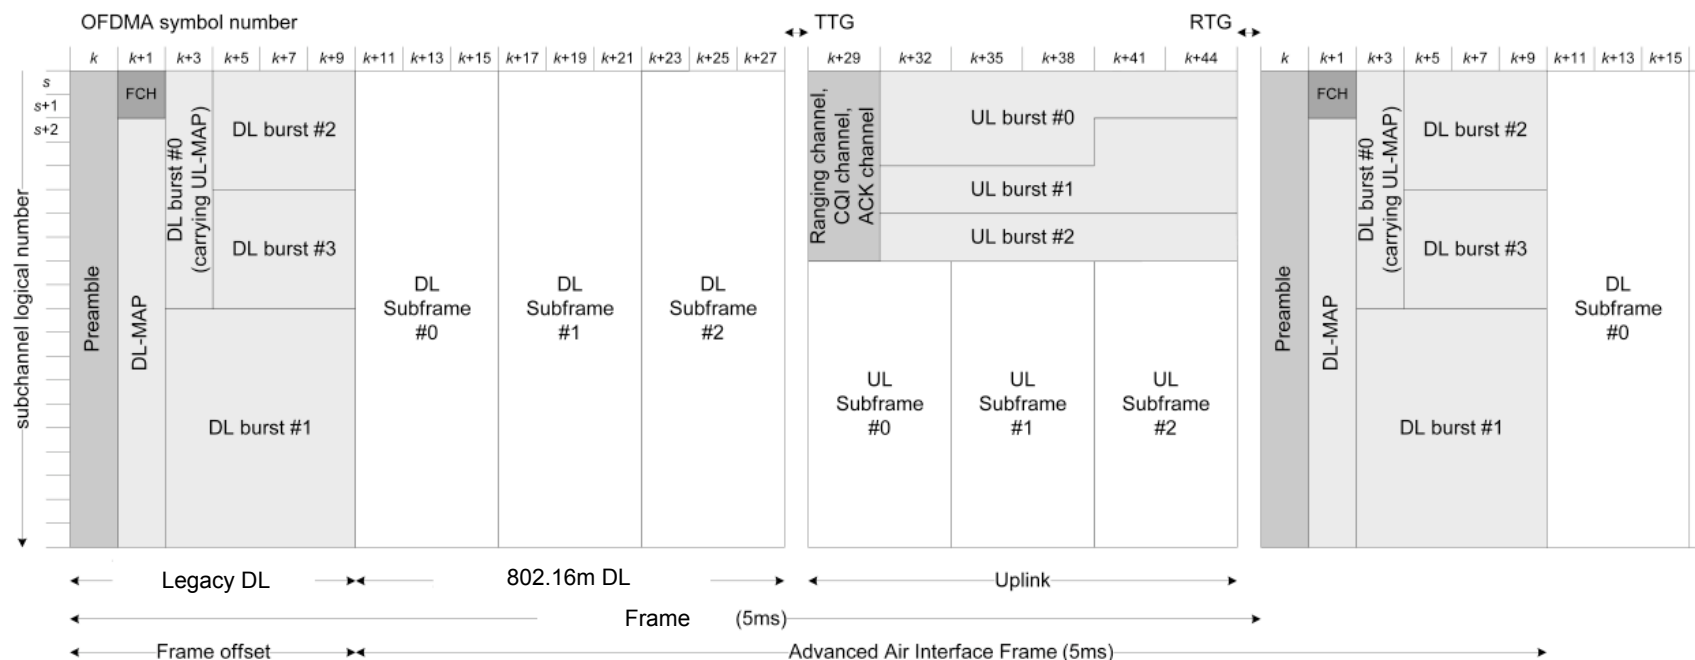 OFDMA symbol number
TTG
RTG
k k+1 k+3 k+5 k+7 k+9 k+11 k+13 k+15 k+17 k+19 k+21 k+23 k+25 k+27 k+29 k+32 k+35 k+38 k+41 k+44 k k+1 k+3 k+5 k+7 k+9 k+11 k+13 k+15
subchannel logical number
s
s+1
s+2
Preamble
FCH
DL-MAP
DL burst #0
(carrying UL-MAP)
DL burst #2
DL burst #3
DL burst #1
DL
Subframe
#0
DL
Subframe
#1
DL
Subframe
#2
Ranging channel,
CQI channel,
ACK channel
UL burst #0
UL burst #1
UL burst #2
UL
Subframe
#0
UL
Subframe
#1
UL
Subframe
#2
Preamble
FCH
DL-MAP
DL burst #0
(carrying UL-MAP)
DL burst #2
DL burst #3
DL burst #1
DL
Subframe
#0
Legacy DL
802.16m DL
Uplink
Frame (5ms)
Frame offset
Advanced Air Interface Frame (5ms)